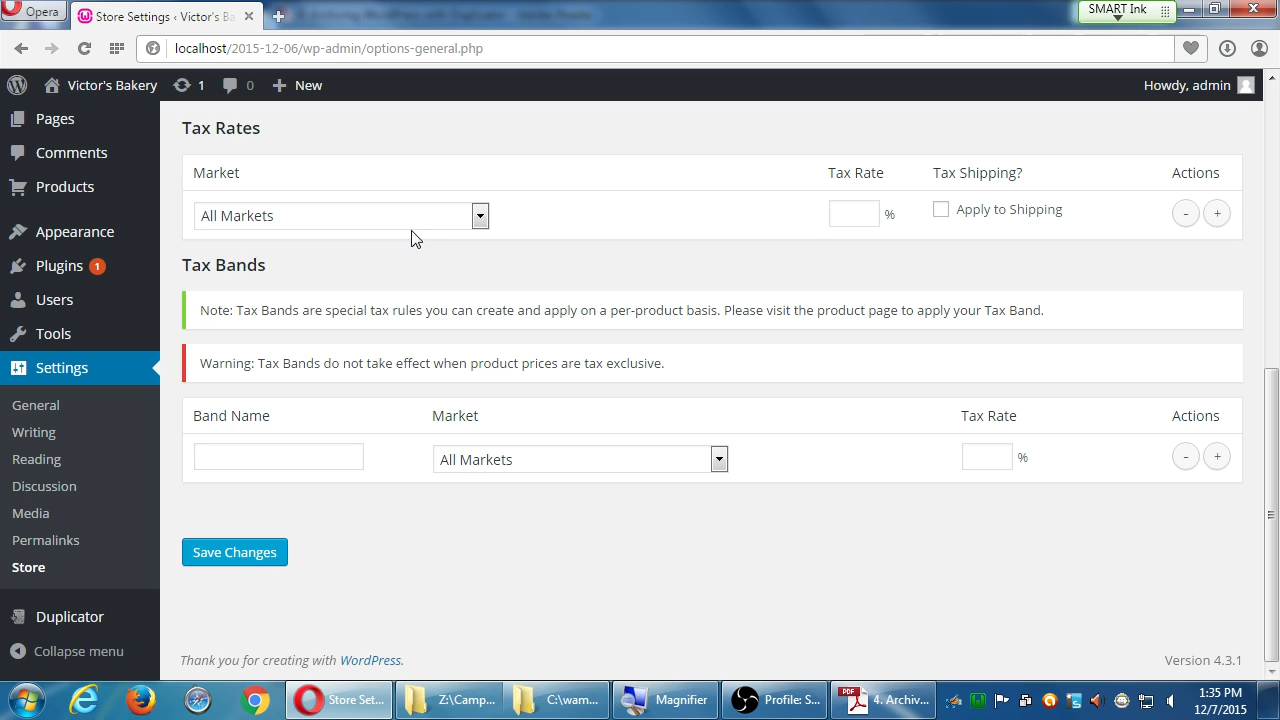 Opera
Store Settings ‹ Victor's Ba
SMART Ink
localhost/2015-12-06/wp-admin/options-general.php
Victor's Bakery
1
0
New
Howdy, admin
Pages
Comments
Products
Appearance
Plugins 1
Users
Tools
Settings
General
Writing
Reading
Discussion
Media
Permalinks
Store
Duplicator
Collapse menu
Tax Rates
Market Tax Rate Tax Shipping? Actions
All Markets % Apply to Shipping - +
Tax Bands
Note: Tax Bands are special tax rules you can create and apply on a per-product basis. Please visit the product page to apply your Tax Band.
Warning: Tax Bands do not take effect when product prices are tax exclusive.
Band Name Market Tax Rate Actions
All Markets % - +
Save Changes
Thank you for creating with WordPress.
Version 4.3.1
Store Set...
Z:\Camp...
C:\wam...
Magnifier
Profile: S...
PDF
4. Archiv...
1:35 PM
12/7/2015